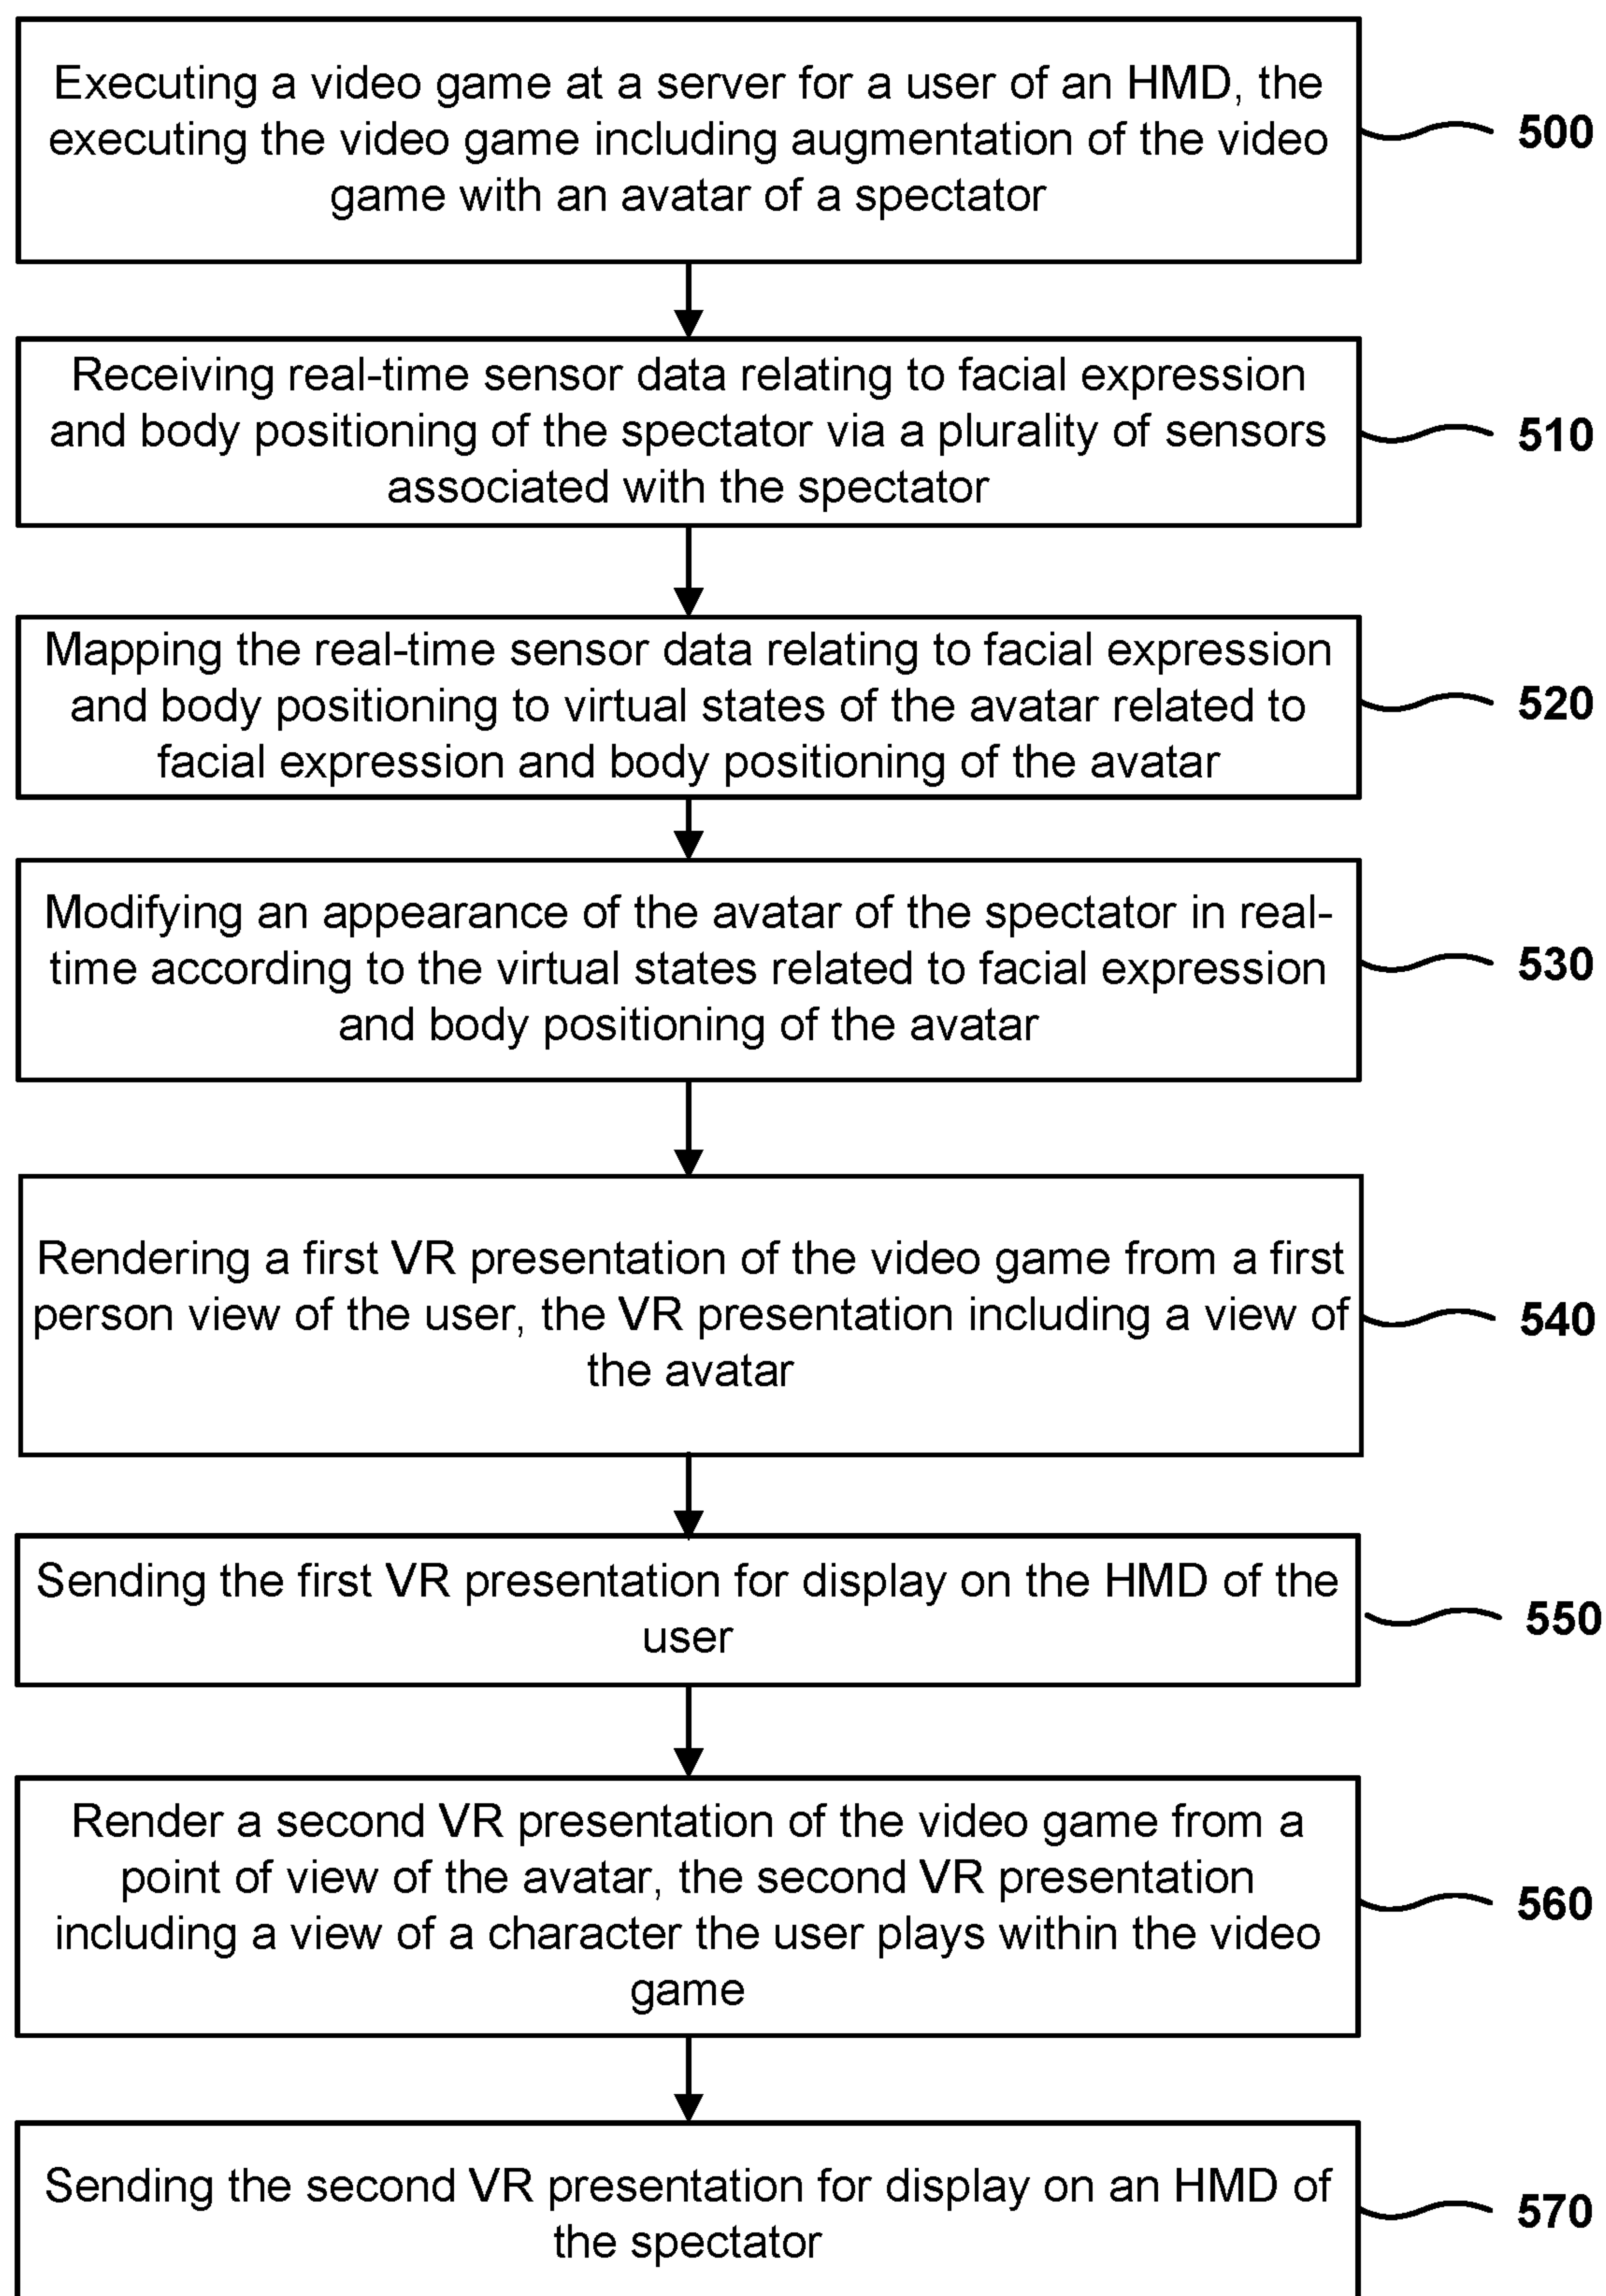 Executing a video game at a server for a user of an HMD, the
executing the video game including augmentation of the video
game with an avatar of a spectator
500
Receiving real-time sensor data relating to facial expression
and body positioning of the spectator via a plurality of sensors
associated with the spectator
510
Mapping the real-time sensor data relating to facial expression
and body positioning to virtual states of the avatar related to
facial expression and body positioning of the avatar
520
Modifying an appearance of the avatar of the spectator in real-
time according to the virtual states related to facial expression
and body positioning of the avatar
530
Rendering a first VR presentation of the video game from a first
person view of the user, the VR presentation including a view of
the avatar
540
Sending the first VR presentation for display on the HMD of the
user
550
Render a second VR presentation of the video game from a
point of view of the avatar, the second VR presentation
including a view of a character the user plays within the video
game
560
Sending the second VR presentation for display on an HMD of
the spectator
570